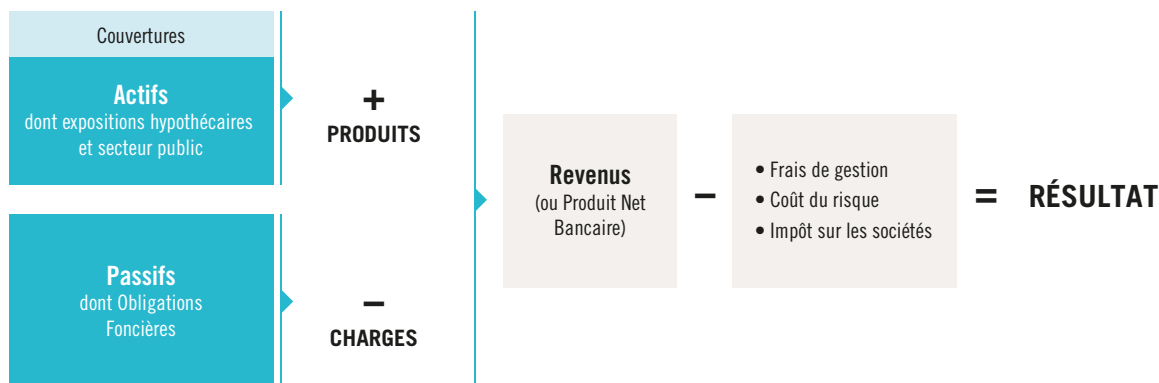 Couvertures
Actifs
dont expositions hypothécaires
et secteur public
+
PRODUITS
Passifs
dont Obligations
Foncières
–
CHARGES
Revenus
(ou Produit Net
Bancaire)
–
• Frais de gestion
• Coût du risque
• Impôt sur les sociétés
=
RÉSULTAT